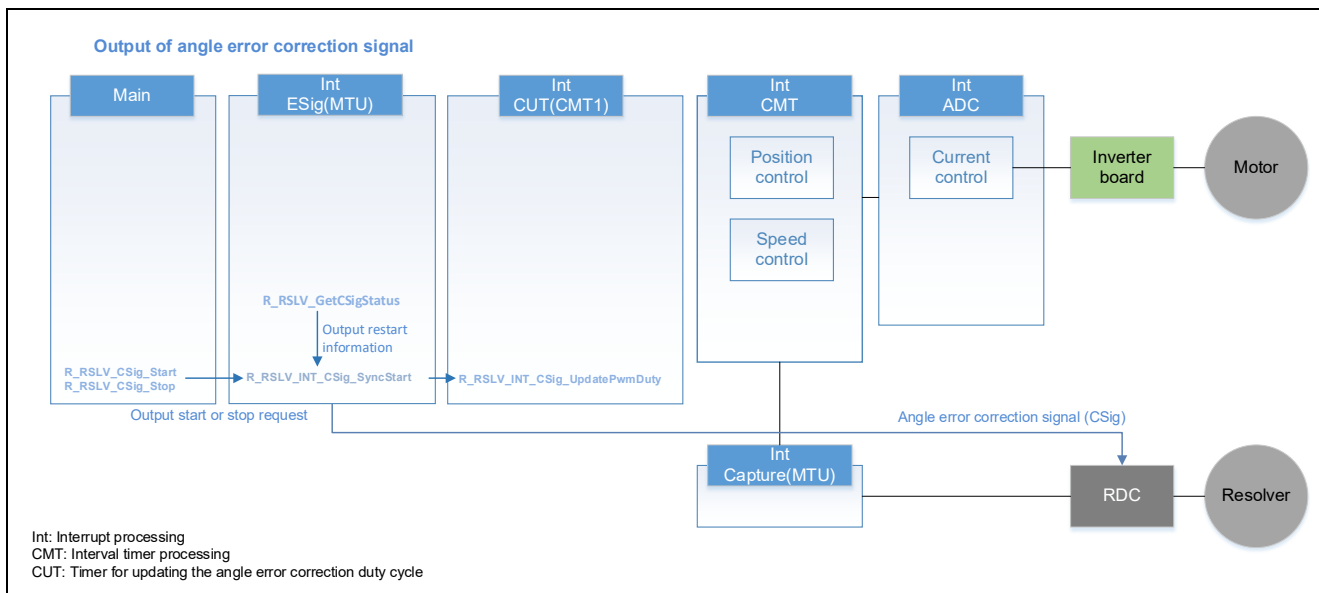 Output of angle error correction signal
Main
Int
ESig(MTU)
Int
CUT(CMT1)
Int
CMT
Int
ADC
Position
control
Current
control
Inverter
board
Motor
Speed
control
R_RSLV_GetCSigStatus
Output restart
information
R_RSLV_CSig_Start
R_RSLV_CSig_Stop
R_RSLV_INT_CSig_SyncStart
R_RSLV_INT_CSig_UpdatePwmDuty
Output start or stop request
Angle error correction signal (CSig)
Int
Capture(MTU)
RDC
Resolver
Int: Interrupt processing
CMT: Interval timer processing
CUT: Timer for updating the angle error correction duty cycle